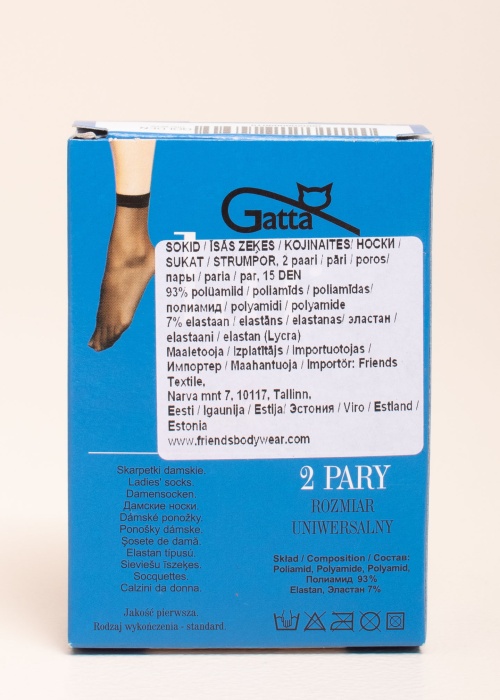 Gatta
SOKID / ĪSĀS ZEĶES / KOJINAITĖS/ НОСКИ /
SUKAT / STRUMPOR, 2 paari / pāri / poros/
пары / paria / par, 15 DEN
93% polüamiid / poliamīds / poliamidas/
полиамид / polyamidi / polyamide
7% elastaan / elastāns / elastanas/ эластан /
elastaani / elastan (Lycra)
Maaletooja / Izplatītājs / Importuotojas /
Импортер / Maahantuoja / Importör: Friends
Textile,
Narva mnt 7, 10117, Tallinn,
Eesti / Igaunija / Estija/ Эстония / Viro / Estland /
Estonia
www.friendsbodywear.com
Skarpetki damskie.
Ladies' socks.
Damensocken.
Дамские носки.
Dámské ponožky.
Ponošky dámske.
Şosete de damă.
Elastan típusu.
Sieviešu īszeķes.
Socquettes.
Calzini da donna.
Jakość pierwsza.
Rodzaj wykończenia - standard.
2 PARY
ROZMIAR
UNIWERSALNY
Skład / Composition / Состав:
Poliamid, Polyamide, Polyamid,
Полиамид 93%
Elastan, Эластан 7%